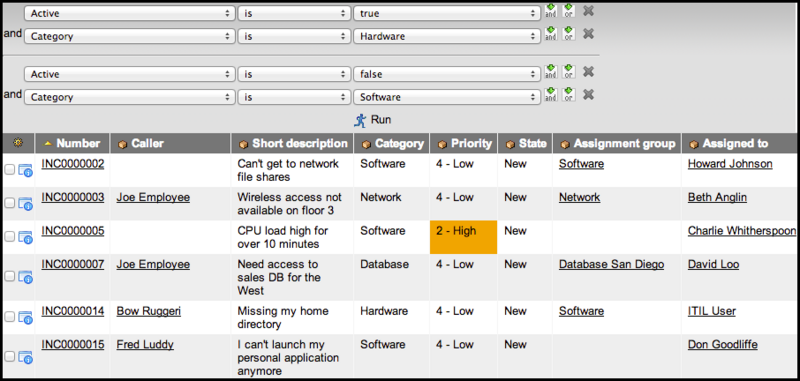 Active is true and or
and Category is Hardware and or
Active is false and or
and Category is Software and or
Run
Number Caller Short description Category Priority State Assignment group Assigned to
INC0000002 Can't get to network file shares Software 4 - Low New Software Howard Johnson
INC0000003 Joe Employee Wireless access not available on floor 3 Network 4 - Low New Network Beth Anglin
INC0000005 CPU load high for over 10 minutes Software 2 - High New Charlie Whitherspoon
INC0000007 Joe Employee Need access to sales DB for the West Database 4 - Low New Database San Diego David Loo
INC0000014 Bow Ruggeri Missing my home directory Hardware 4 - Low New Software ITIL User
INC0000015 Fred Luddy I can't launch my personal application anymore Software 4 - Low New Don Goodliffe